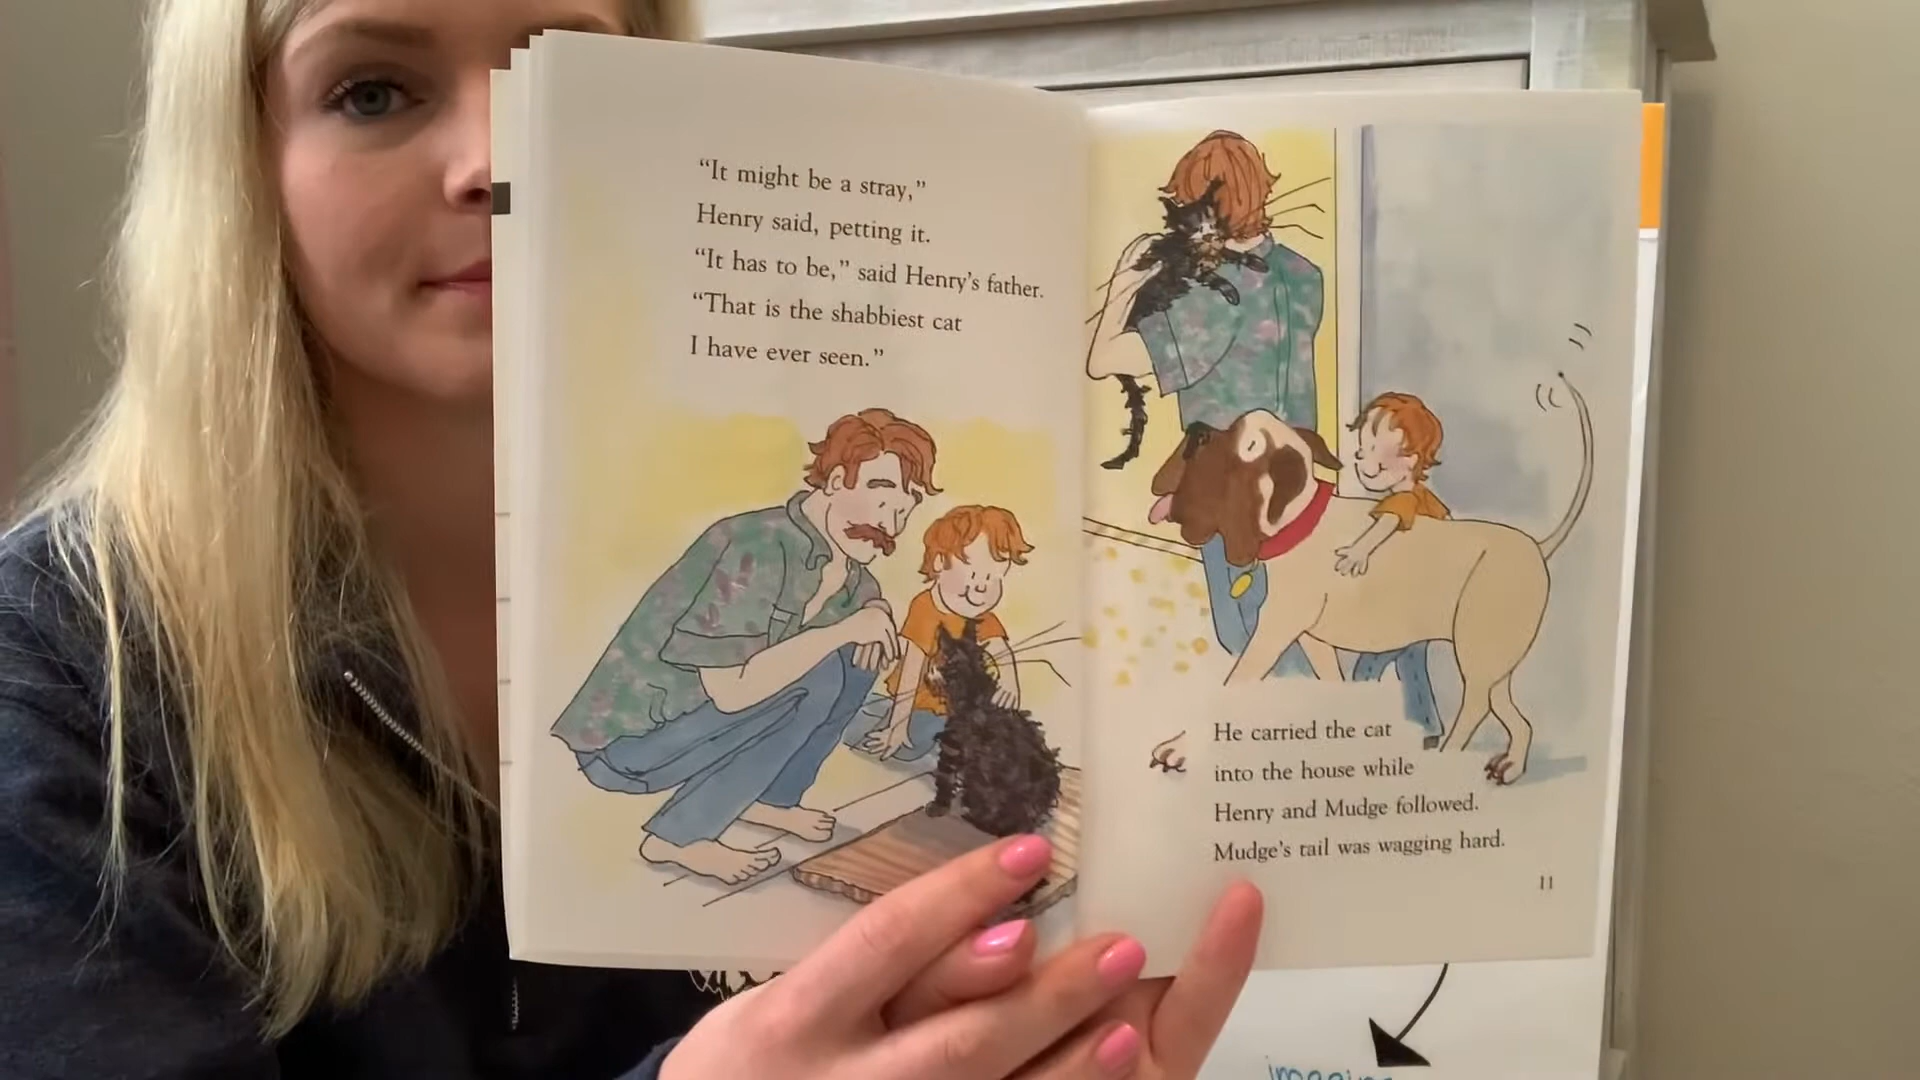 “It might be a stray,”
Henry said, petting it.
“It has to be,” said Henry’s father.
“That is the shabbiest cat
I have ever seen.”
He carried the cat
into the house while
Henry and Mudge followed.
Mudge’s tail was wagging hard.
11